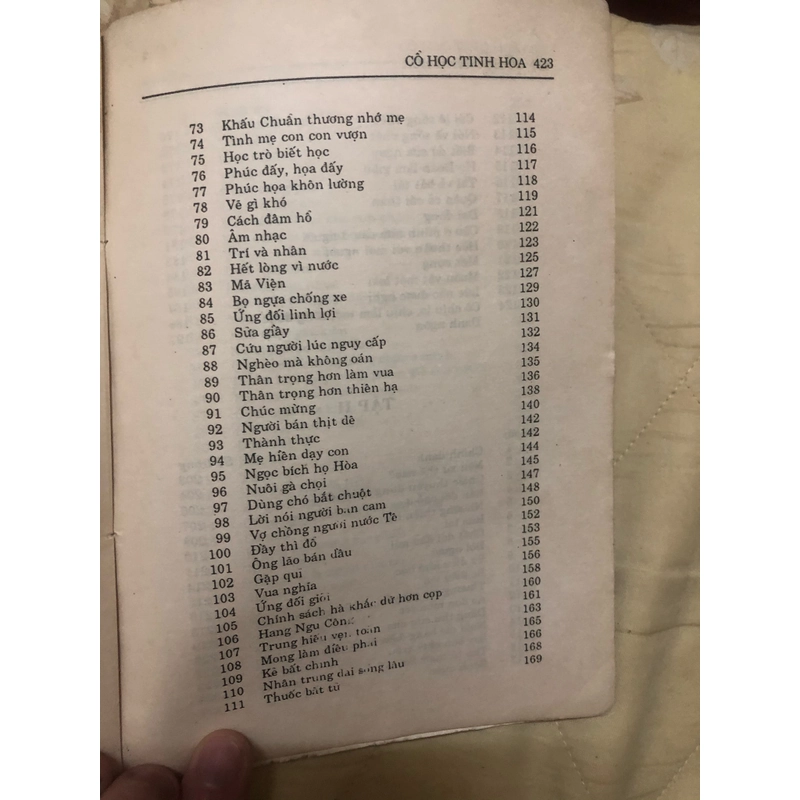 CỔ HỌC TINH HOA 423
73 Khấu Chuẩn thương nhớ mẹ 114
74 Tình mẹ con con vượn 115
75 Học trò biết học 116
76 Phúc đấy, họa đấy 117
77 Phúc họa khôn lường 118
78 Vẽ gì khó 119
79 Cách đâm hổ 121
80 Âm nhạc 122
81 Trí và nhân 123
82 Hết lòng vì nước 125
83 Mã Viện 127
84 Bọ ngựa chống xe 129
85 Ứng đối linh lợi 130
86 Sửa giầy 131
87 Cứu người lúc nguy cấp 132
88 Nghèo mà không oán 134
89 Thân trọng hơn làm vua 135
90 Thân trọng hơn thiên hạ 136
91 Chúc mừng 138
92 Người bán thịt dê 140
93 Thành thực 142
94 Mẹ hiền dạy con 142
95 Ngọc bích họ Hòa 144
96 Nuôi gà chọi 145
97 Dùng chó bắt chuột 147
98 Lời nói người bán cam 148
99 Vợ chồng người nước Tề 150
100 Đầy thì đổ 152
101 Ông lão bán dầu 153
102 Gặp quỉ 155
103 Vua nghĩa 156
104 Ứng đối giỏi 158
105 Chính sách hà khắc dữ hơn cọp 160
106 Hang Ngu Công 161
107 Trung hiếu vẹn toàn 163
108 Mong làm điều phải 165
109 Kẻ bất chính 166
110 Nhân trung dài sống lâu 168
111 Thuốc bất tử 169